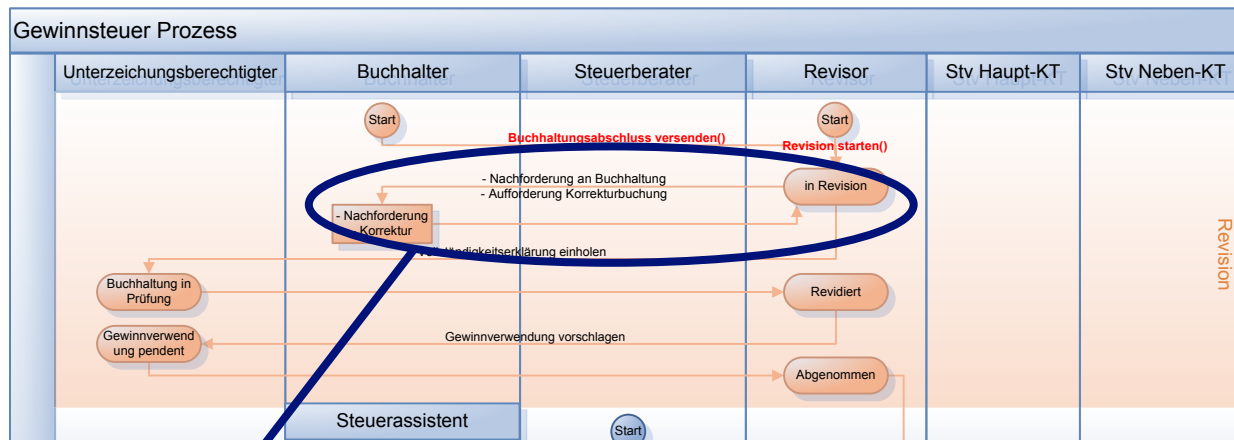 Gewinnsteuer Prozess
Unterzeichungsberechtigter
Buchhalter
Steuerberater
Revisor
Stv Haupt-KT
Stv Neben-KT
Start
Start
Buchhaltungsabschluss versenden()
Revision starten()
- Nachforderung an Buchhaltung
- Aufforderung Korrekturbuchung
in Revision
- Nachforderung
Korrektur
einholen
Buchhaltung in
Prüfung
Revidiert
Revision
Gewinnverwend
ung pendent
Gewinnverwendung vorschlagen
Abgenommen
Steuerassistent
Start